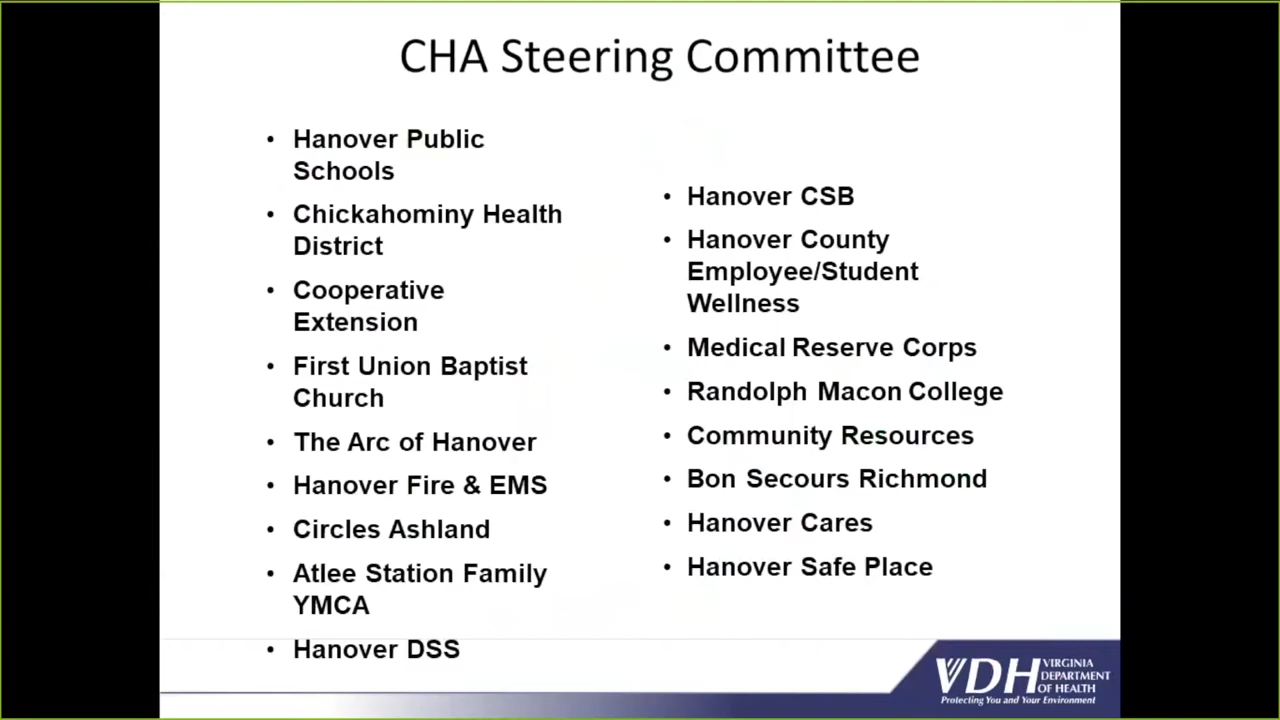 CHA Steering Committee
• Hanover Public
Schools
• Chickahominy Health
District
• Cooperative
Extension
• First Union Baptist
Church
• The Arc of Hanover
• Hanover Fire & EMS
• Circles Ashland
• Atlee Station Family
YMCA
• Hanover DSS
• Hanover CSB
• Hanover County
Employee/Student
Wellness
• Medical Reserve Corps
• Randolph Macon College
• Community Resources
• Bon Secours Richmond
• Hanover Cares
• Hanover Safe Place
VDH VIRGINIA
DEPARTMENT
OF HEALTH
Protecting You and Your Environment